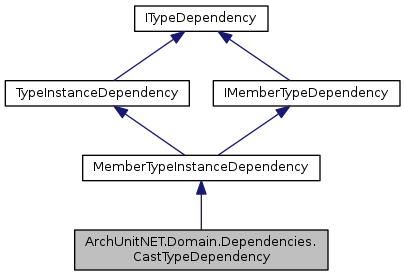 ITypeDependency
TypeInstanceDependency
IMemberTypeDependency
MemberTypeInstanceDependency
ArchUnitNET.Domain.Dependencies.
CastTypeDependency